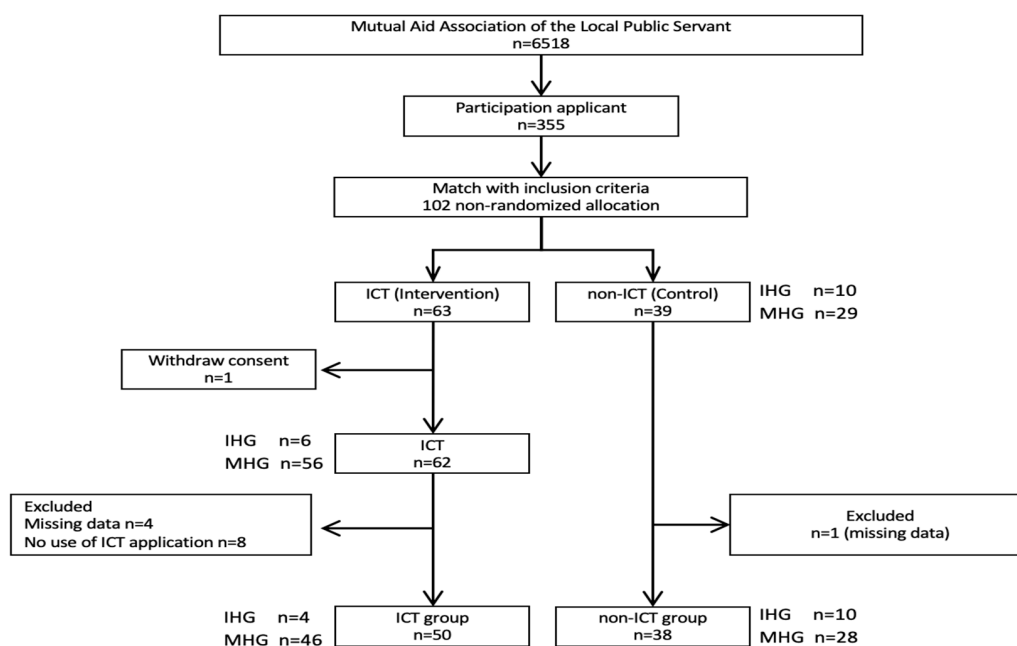 Mutual Aid Association of the Local Public Servant
n=6518
Participation applicant
n=355
Match with inclusion criteria
102 non-randomized allocation
ICT (Intervention)
n=63
non-ICT (Control)
n=39
IHG n=10
MHG n=29
Withdraw consent
n=1
IHG n=6
MHG n=56
ICT
n=62
Excluded
Missing data n=4
No use of ICT application n=8
Excluded
n=1 (missing data)
IHG n=4
MHG n=46
ICT group
n=50
non-ICT group
n=38
IHG n=10
MHG n=28